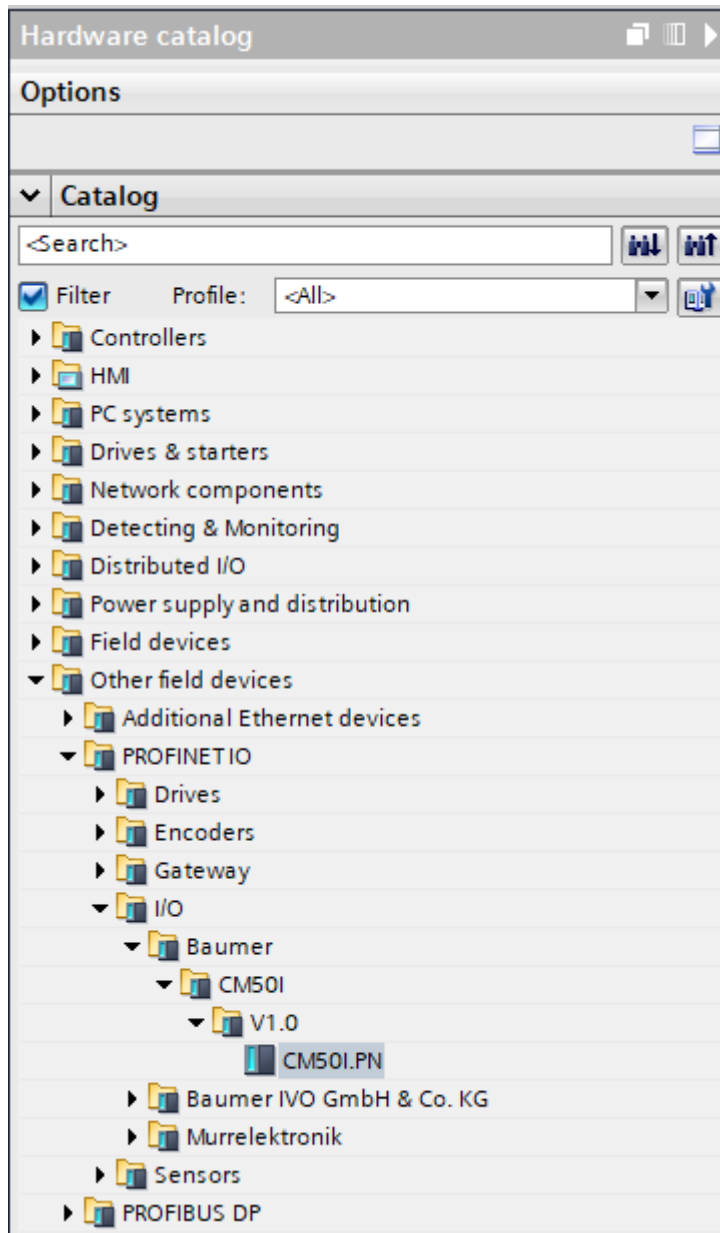 Hardware catalog
Options
Catalog
<Search>
Filter Profile: <All>
Controllers
HMI
PC systems
Drives & starters
Network components
Detecting & Monitoring
Distributed I/O
Power supply and distribution
Field devices
Other field devices
Additional Ethernet devices
PROFINET IO
Drives
Encoders
Gateway
I/O
Baumer
CM50I
V1.0
CM50I.PN
Baumer IVO GmbH & Co. KG
Murrelektronik
Sensors
PROFIBUS DP